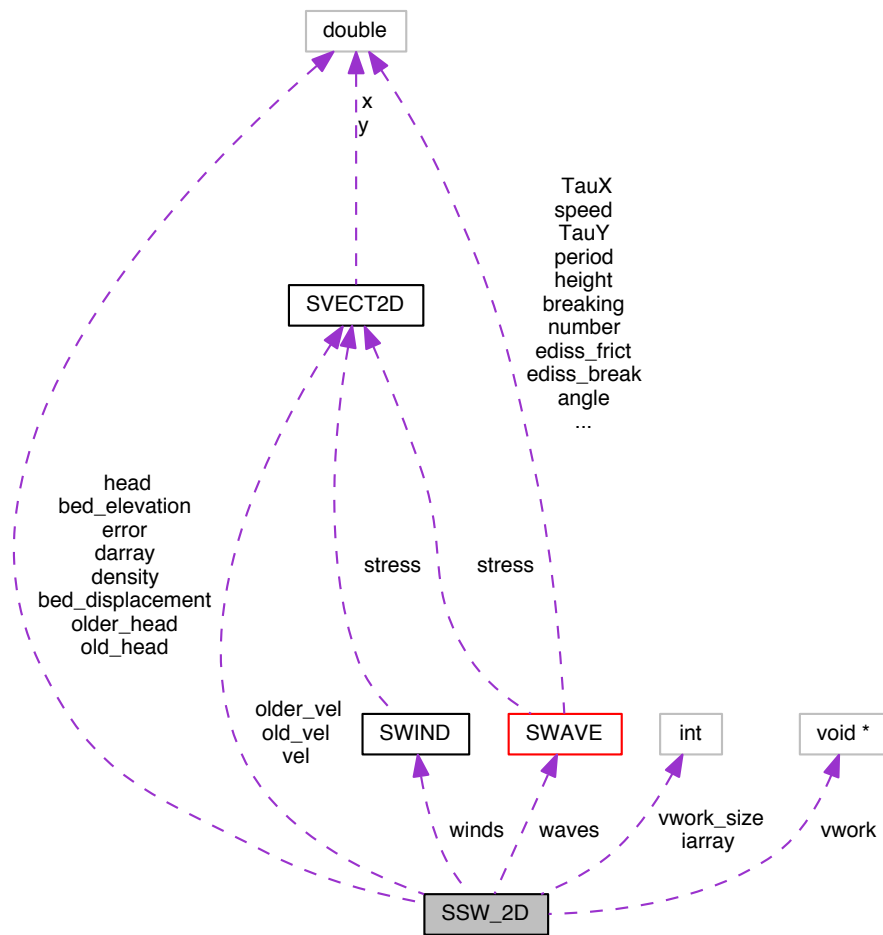 double
x
y
TauX
speed
TauY
period
height
breaking
number
ediss_frict
ediss_break
angle
...
SVECT2D
head
bed_elevation
error
darray
density
bed_displacement
older_head
old_head
stress
stress
older_vel
old_vel
vel
SWIND
SWAVE
int
void *
winds
waves
vwork_size
iarray
vwork
SSW_2D